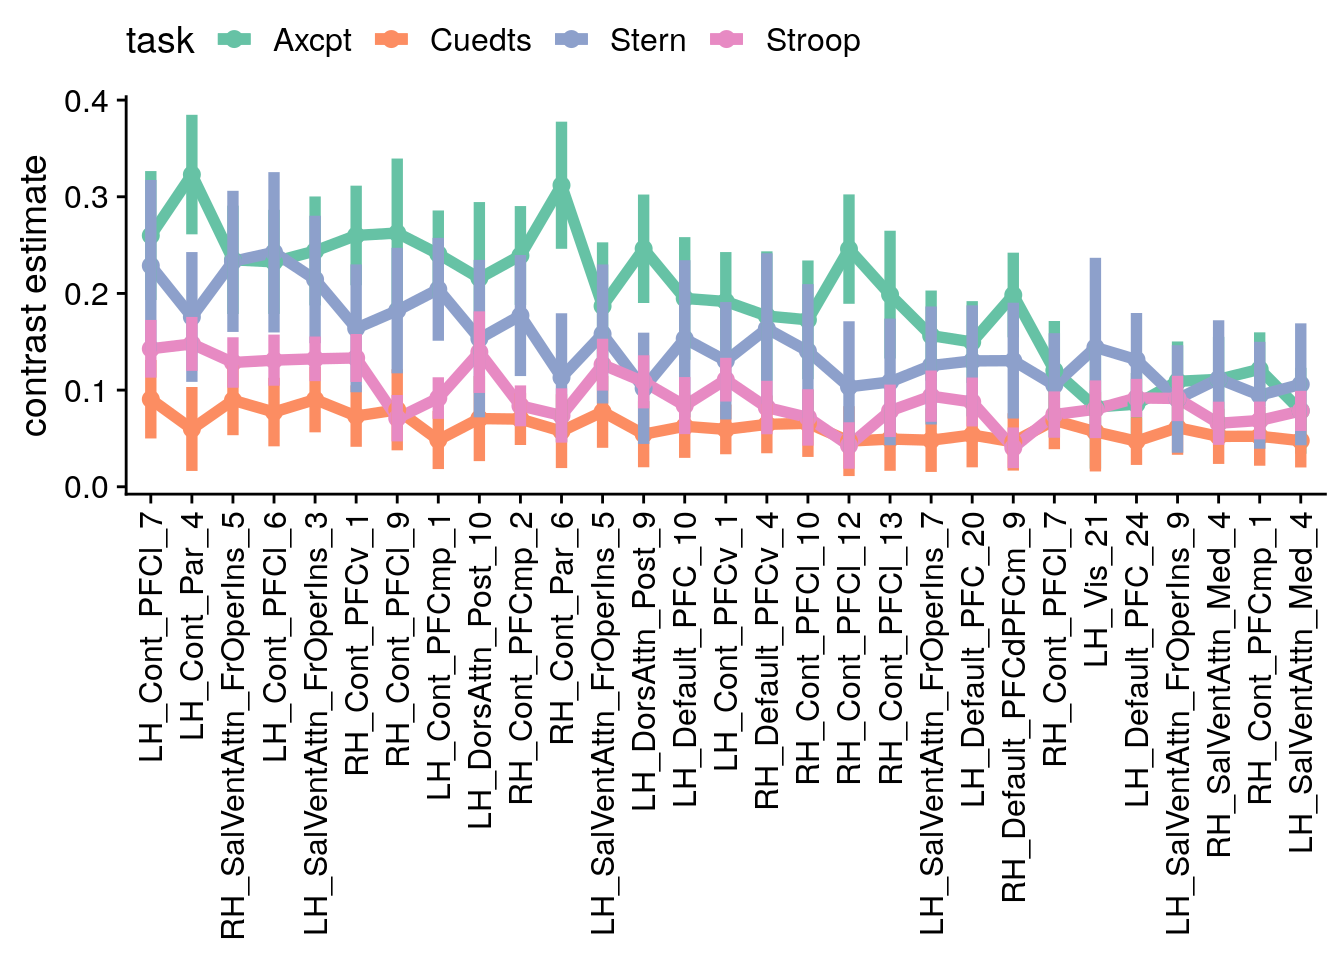 task Axcpt Cuedts Stern Stroop
contrast estimate
0.4
0.3
0.2
0.1
0.0
LH_Cont_PFCl_7
LH_Cont_Par_4
RH_SalVentAttn_FrOperIns_5
LH_Cont_PFCl_6
LH_SalVentAttn_FrOperIns_3
RH_Cont_PFCv_1
RH_Cont_PFCl_9
LH_Cont_PFCmp_1
LH_DorsAttn_Post_10
RH_Cont_PFCmp_2
RH_Cont_Par_6
LH_SalVentAttn_FrOperIns_5
LH_DorsAttn_Post_9
LH_Default_PFC_10
LH_Cont_PFCv_1
RH_Default_PFCv_4
RH_Cont_PFCl_10
RH_Cont_PFCl_12
RH_Cont_PFCl_13
LH_SalVentAttn_FrOperIns_7
LH_Default_PFC_20
RH_Default_PFCdPFCm_9
RH_Cont_PFCl_7
LH_Vis_21
LH_Default_PFC_24
LH_SalVentAttn_FrOperIns_9
RH_SalVentAttn_Med_4
RH_Cont_PFCmp_1
LH_SalVentAttn_Med_4